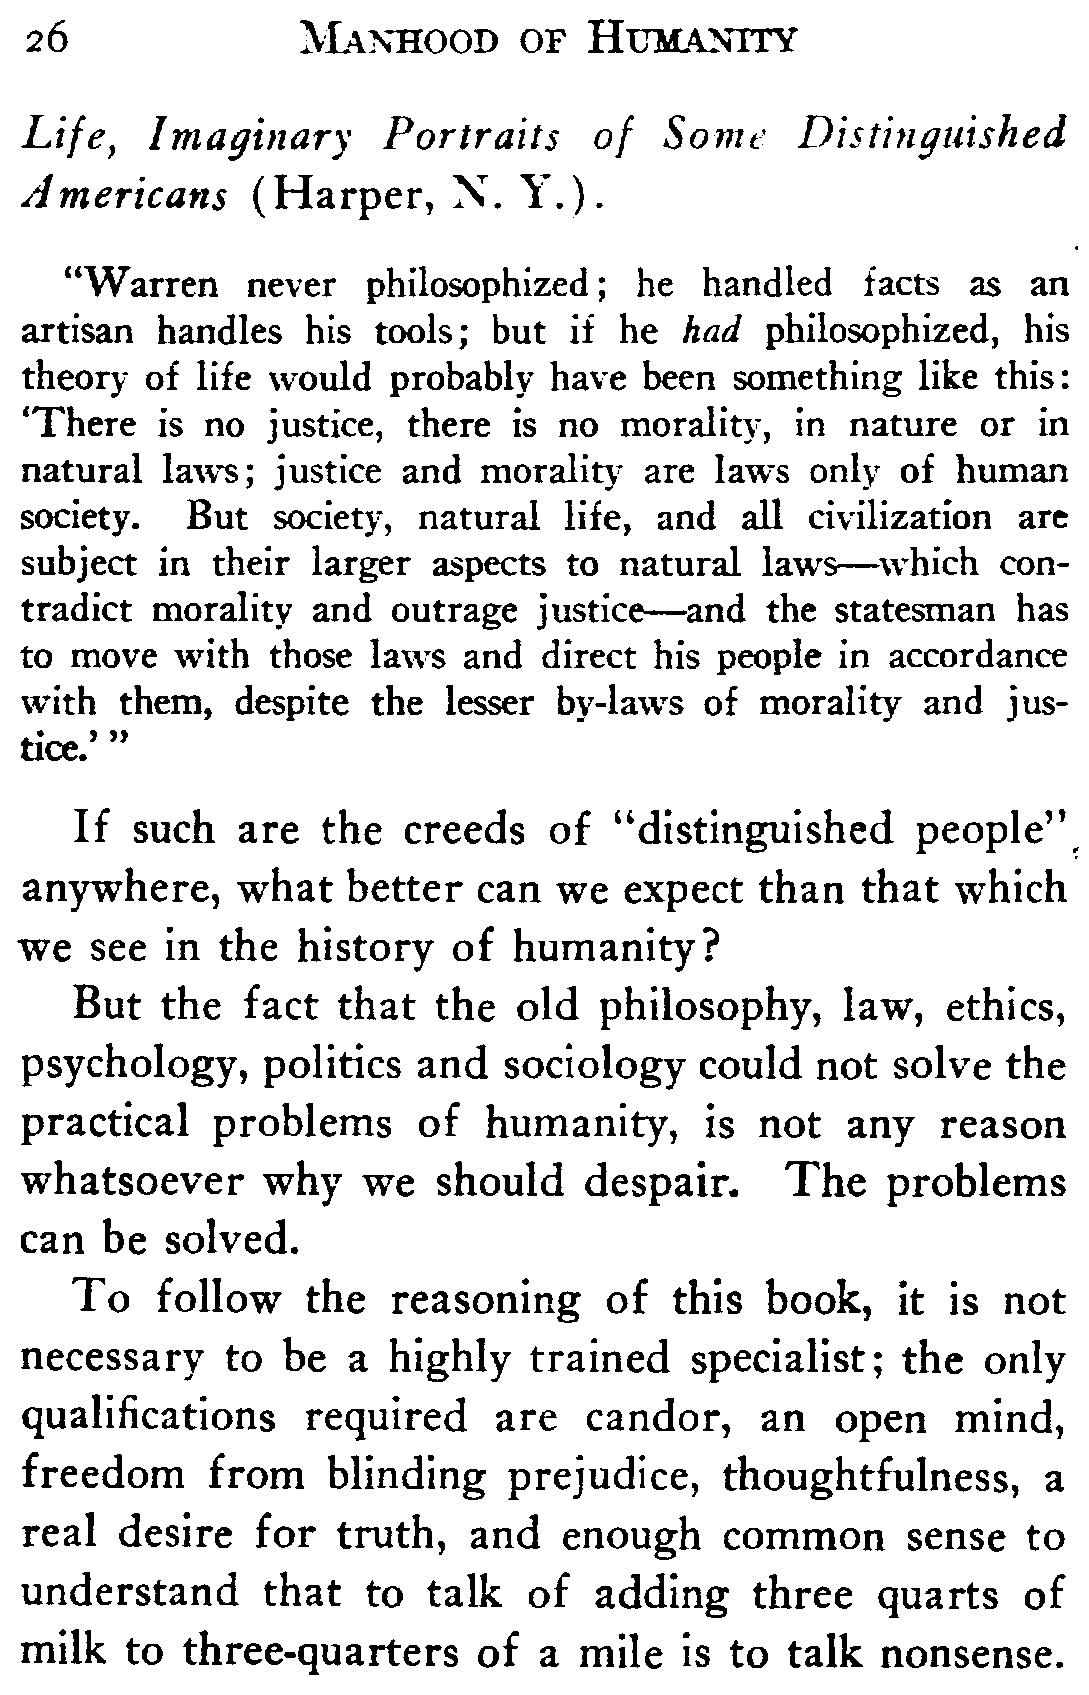 26 MANHOOD OF HUMANITY
Life, Imaginary Portraits of Some Distinguished
Americans (Harper, N. Y.).
“Warren never philosophized; he handled facts as an
artisan handles his tools; but if he had philosophized, his
theory of life would probably have been something like this:
‘There is no justice, there is no morality, in nature or in
natural laws; justice and morality are laws only of human
society. But society, natural life, and all civilization are
subject in their larger aspects to natural laws—which con-
tradict morality and outrage justice—and the statesman has
to move with those laws and direct his people in accordance
with them, despite the lesser by-laws of morality and jus-
tice.’ ”
If such are the creeds of “distinguished people”,
anywhere, what better can we expect than that which
we see in the history of humanity?
But the fact that the old philosophy, law, ethics,
psychology, politics and sociology could not solve the
practical problems of humanity, is not any reason
whatsoever why we should despair. The problems
can be solved.
To follow the reasoning of this book, it is not
necessary to be a highly trained specialist; the only
qualifications required are candor, an open mind,
freedom from blinding prejudice, thoughtfulness, a
real desire for truth, and enough common sense to
understand that to talk of adding three quarts of
milk to three-quarters of a mile is to talk nonsense.